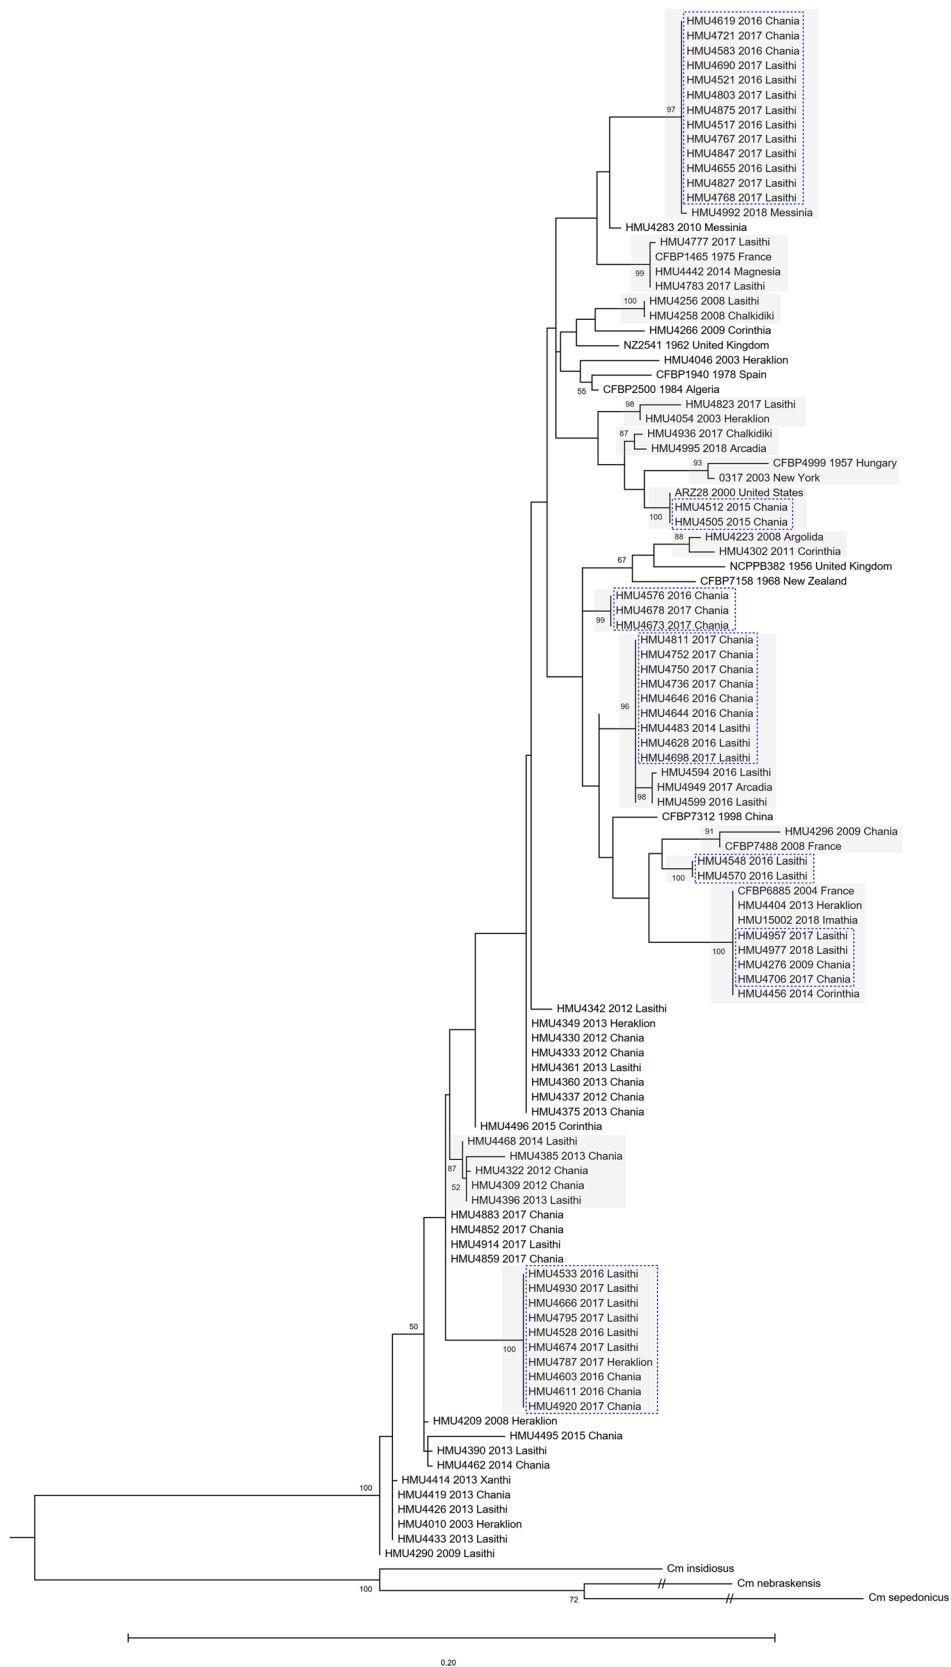 HMU4619 2016 Chania
HMU4721 2017 Chania
HMU4583 2016 Chania
HMU4690 2017 Lasithi
HMU4521 2016 Lasithi
HMU4803 2017 Lasithi
HMU4875 2017 Lasithi
97
HMU4517 2016 Lasithi
HMU4767 2017 Lasithi
HMU4847 2017 Lasithi
HMU4655 2016 Lasithi
HMU4827 2017 Lasithi
HMU4768 2017 Lasithi
HMU4992 2018 Messinia
HMU4283 2010 Messinia
HMU4777 2017 Lasithi
CFBP1465 1975 France
HMU4442 2014 Magnesia
99
HMU4783 2017 Lasithi
100
HMU4256 2008 Lasithi
HMU4258 2008 Chalkidiki
HMU4266 2009 Corinthia
NZ2541 1962 United Kingdom
HMU4046 2003 Heraklion
CFBP1940 1978 Spain
55
CFBP2500 1984 Algeria
98
HMU4823 2017 Lasithi
HMU4054 2003 Heraklion
87
HMU4936 2017 Chalkidiki
HMU4995 2018 Arcadia
93
CFBP4999 1957 Hungary
0317 2003 New York
ARZ28 2000 United States
HMU4512 2015 Chania
100
HMU4505 2015 Chania
88
HMU4223 2008 Argolida
HMU4302 2011 Corinthia
67
NCPPB382 1956 United Kingdom
CFBP7158 1968 New Zealand
HMU4576 2016 Chania
HMU4678 2017 Chania
99
HMU4673 2017 Chania
HMU4811 2017 Chania
HMU4752 2017 Chania
HMU4750 2017 Chania
HMU4736 2017 Chania
HMU4646 2016 Chania
96
HMU4644 2016 Chania
HMU4483 2014 Lasithi
HMU4628 2016 Lasithi
HMU4698 2017 Lasithi
HMU4594 2016 Lasithi
HMU4949 2017 Arcadia
98
HMU4599 2016 Lasithi
CFBP7312 1998 China
91
HMU4296 2009 Chania
CFBP7488 2008 France
HMU4548 2016 Lasithi
100
HMU4570 2016 Lasithi
CFBP6885 2004 France
HMU4404 2013 Heraklion
HMU15002 2018 Imathia
HMU4957 2017 Lasithi
100
HMU4977 2018 Lasithi
HMU4276 2009 Chania
HMU4706 2017 Chania
HMU4456 2014 Corinthia
HMU4342 2012 Lasithi
HMU4349 2013 Heraklion
HMU4330 2012 Chania
HMU4333 2012 Chania
HMU4361 2013 Lasithi
HMU4360 2013 Chania
HMU4337 2012 Chania
HMU4375 2013 Chania
HMU4496 2015 Corinthia
HMU4468 2014 Lasithi
HMU4385 2013 Chania
87
HMU4322 2012 Chania
52
HMU4309 2012 Chania
HMU4396 2013 Lasithi
HMU4883 2017 Chania
HMU4852 2017 Chania
HMU4914 2017 Lasithi
HMU4859 2017 Chania
HMU4533 2016 Lasithi
HMU4930 2017 Lasithi
HMU4666 2017 Lasithi
HMU4795 2017 Lasithi
50
HMU4528 2016 Lasithi
100
HMU4674 2017 Lasithi
HMU4787 2017 Heraklion
HMU4603 2016 Chania
HMU4611 2016 Chania
HMU4920 2017 Chania
HMU4209 2008 Heraklion
HMU4495 2015 Chania
HMU4390 2013 Lasithi
HMU4462 2014 Chania
HMU4414 2013 Xanthi
100
HMU4419 2013 Chania
HMU4426 2013 Lasithi
HMU4010 2003 Heraklion
HMU4433 2013 Lasithi
HMU4290 2009 Lasithi
Cm insidiosus
100
Cm nebraskensis
72
Cm sepedonicus
0.20